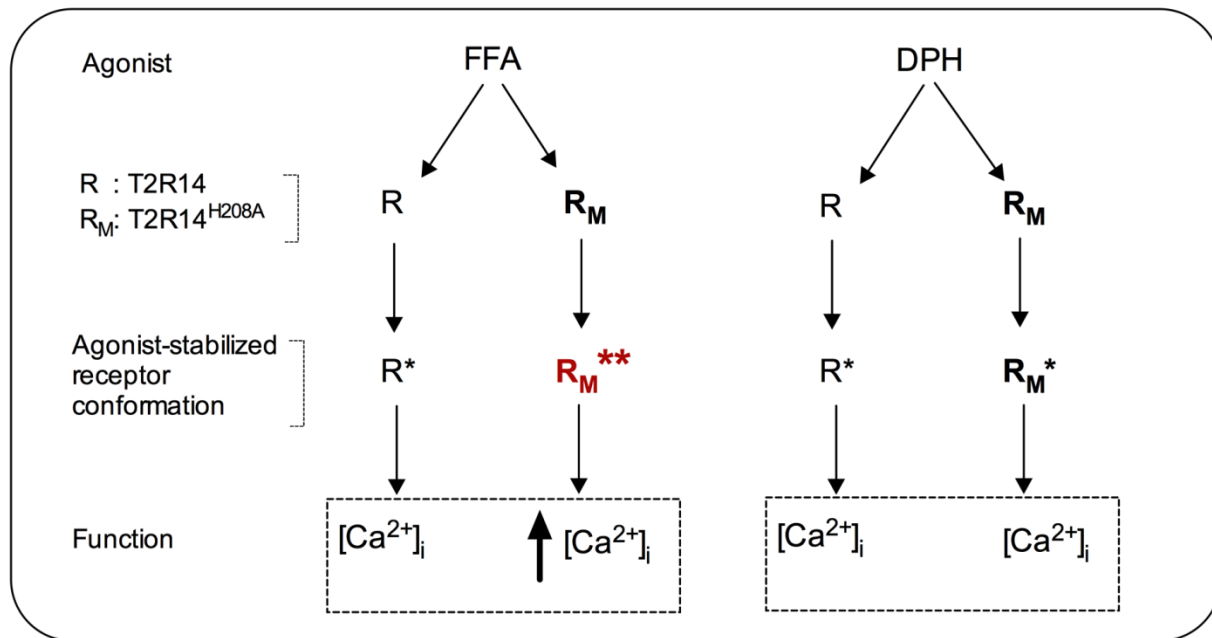 Agonist FFA DPH
R : T2R14
R_M: T2R14^H208A
R R_M R R_M
Agonist-stabilized
receptor
conformation
R* R_M** R* R_M*
Function [Ca²⁺]ᵢ [Ca²⁺]ᵢ [Ca²⁺]ᵢ [Ca²⁺]ᵢ